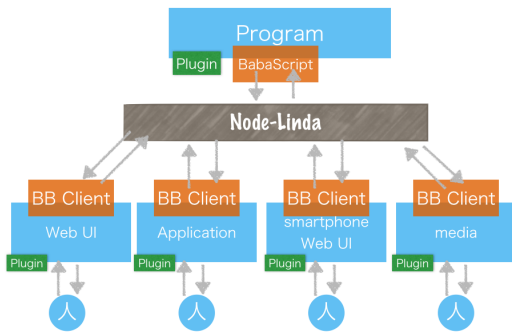 Program
Plugin
BabaScript
Node-Linda
BB Client
BB Client
BB Client
BB Client
Web UI
Application
smartphone
Web UI
media
Plugin
Plugin
Plugin
Plugin
人
人
人
人